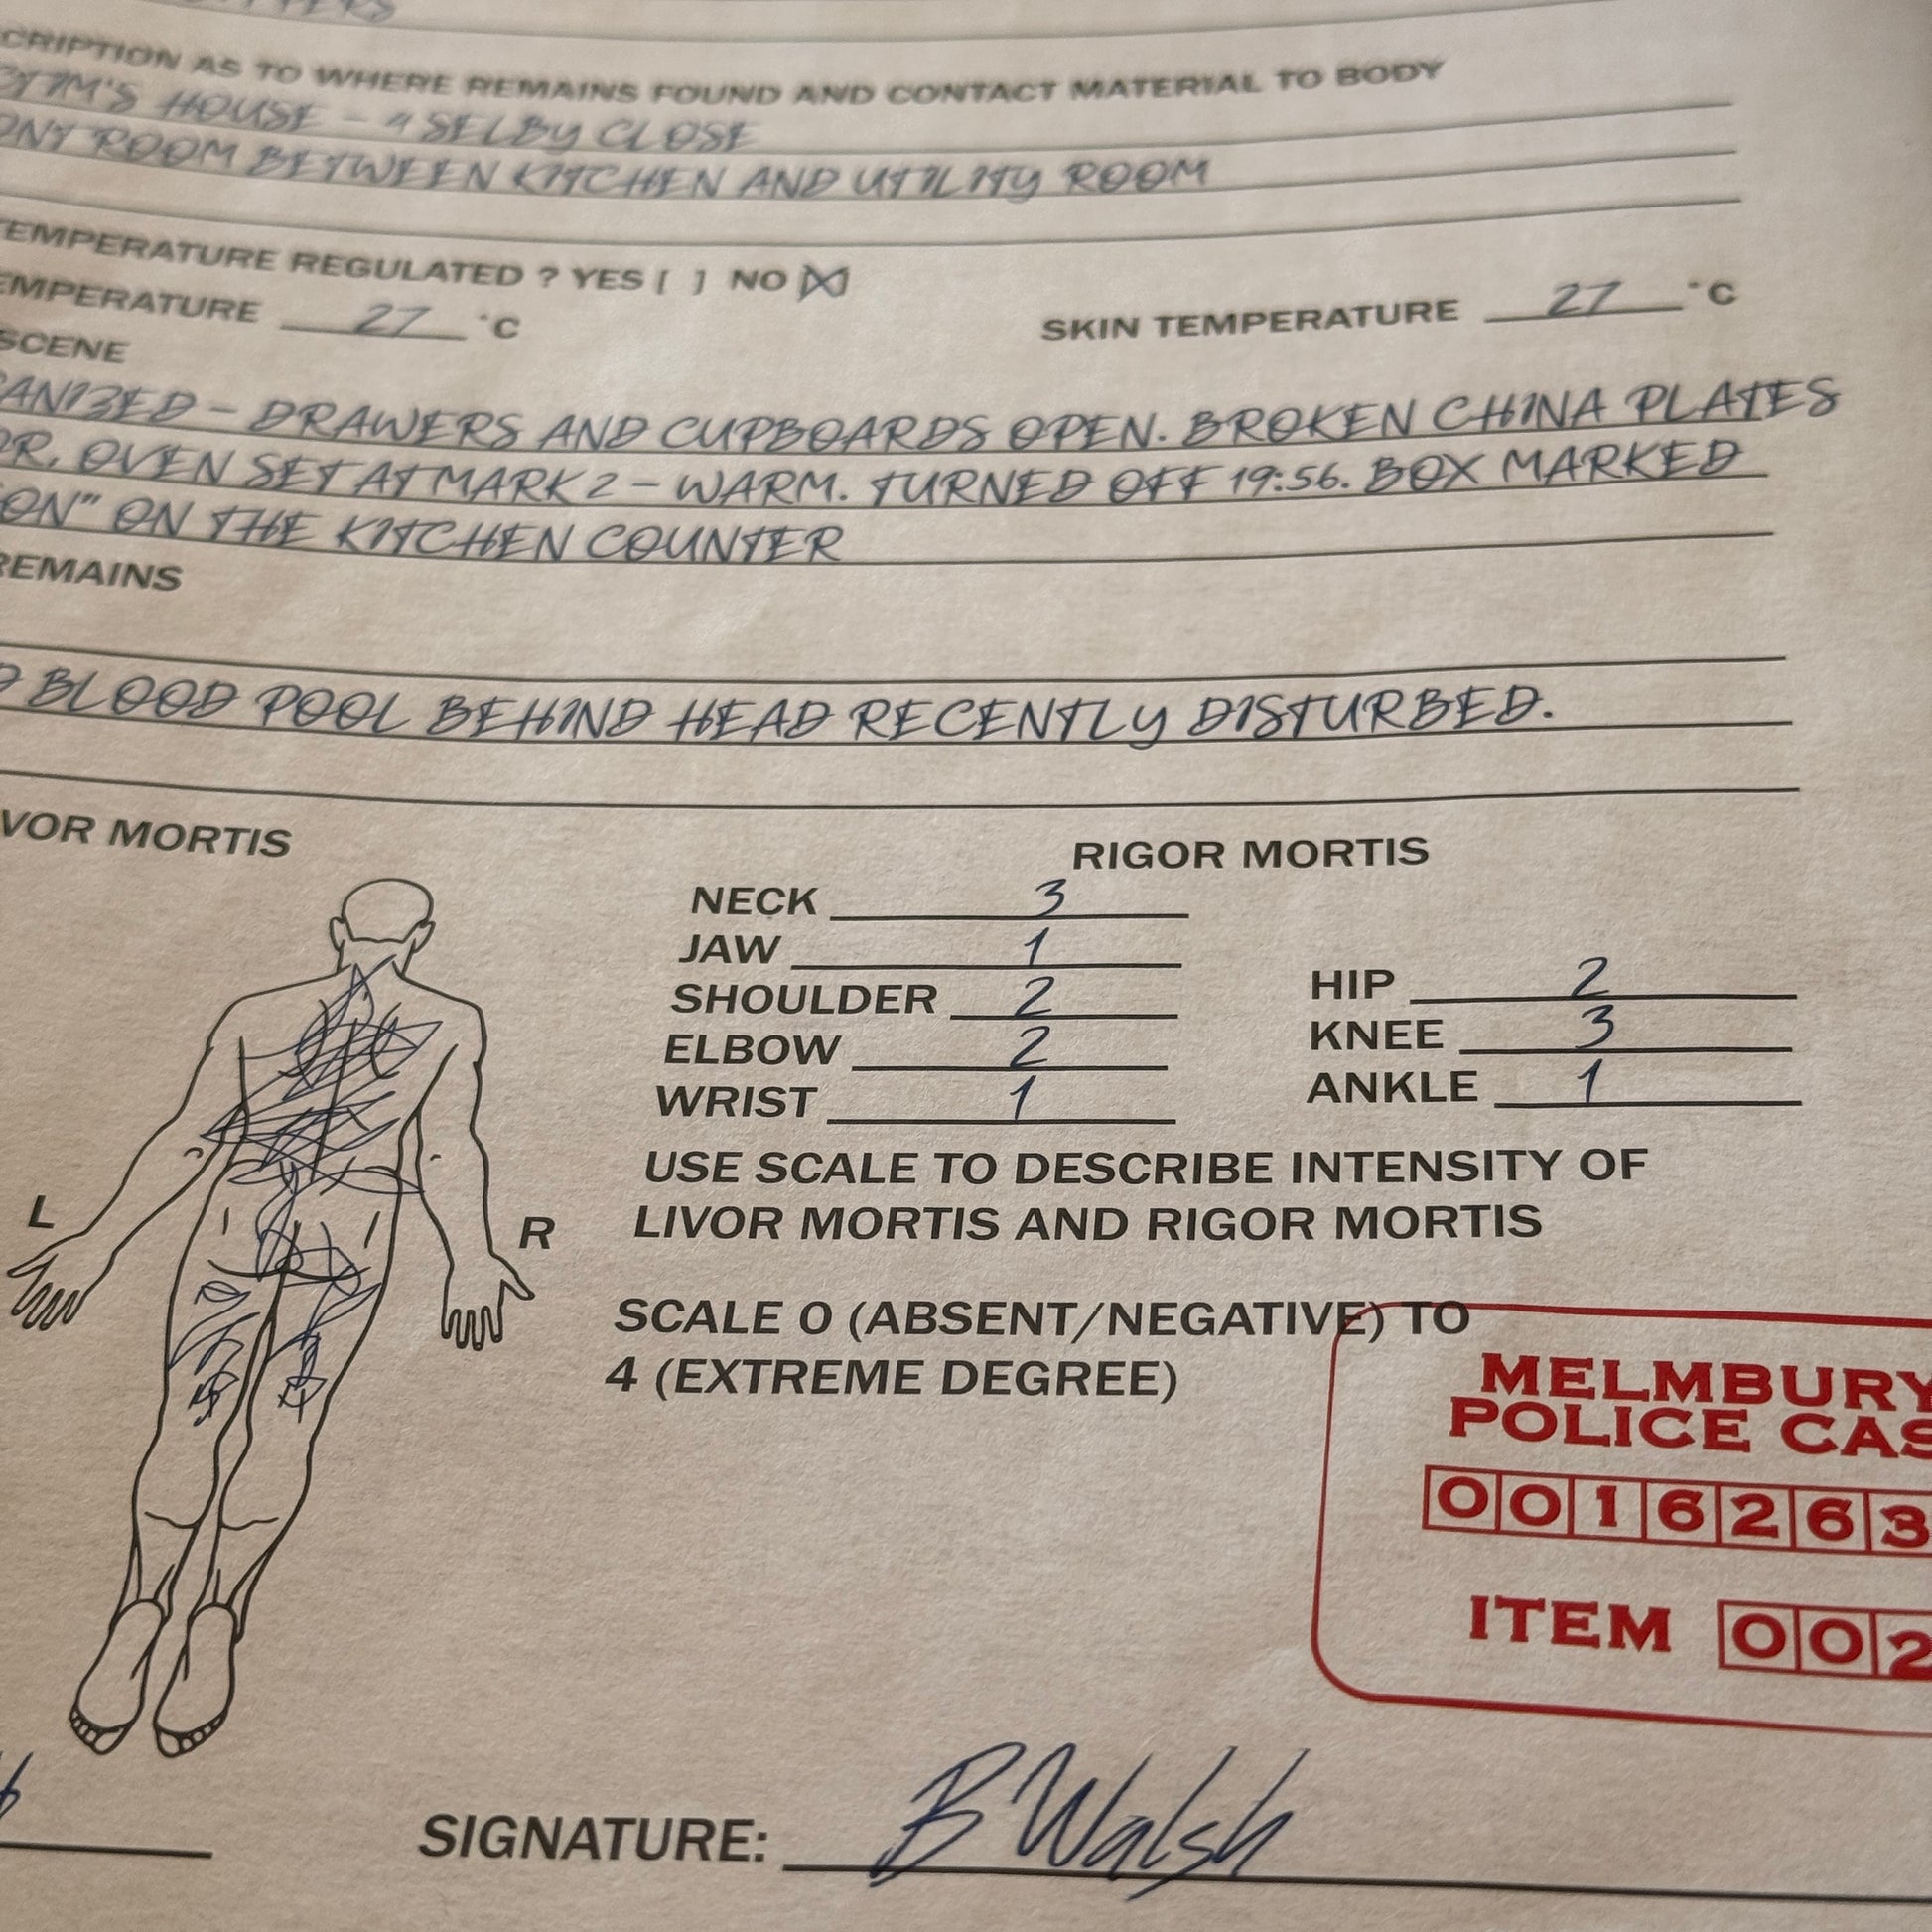 CRIPTION AS TO WHERE REMAINS FOUND AND CONTACT MATERIAL TO BODY
CTIM'S HOUSE - 9 SELBY CLOSE
ONT ROOM BETWEEN KITCHEN AND UTILITY ROOM
TEMPERATURE REGULATED ? YES [ ] NO [X]
EMPERATURE 27 °C
SKIN TEMPERATURE 27 °C
SCENE
ANIZED - DRAWERS AND CUPBOARDS OPEN. BROKEN CHINA PLATES
OR. OVEN SET AT MARK 2 - WARM. TURNED OFF 19:56. BOX MARKED
ON" ON THE KITCHEN COUNTER
REMAINS
D BLOOD POOL BEHIND HEAD RECENTLY DISTURBED.
VOR MORTIS
RIGOR MORTIS
NECK 3
JAW 1
SHOULDER 2
ELBOW 2
WRIST 1
HIP 2
KNEE 3
ANKLE 1
L
R
USE SCALE TO DESCRIBE INTENSITY OF
LIVOR MORTIS AND RIGOR MORTIS
SCALE 0 (ABSENT/NEGATIVE) TO
4 (EXTREME DEGREE)
MELMBURY
POLICE CAS
0016263
ITEM 002
SIGNATURE: B Walsh